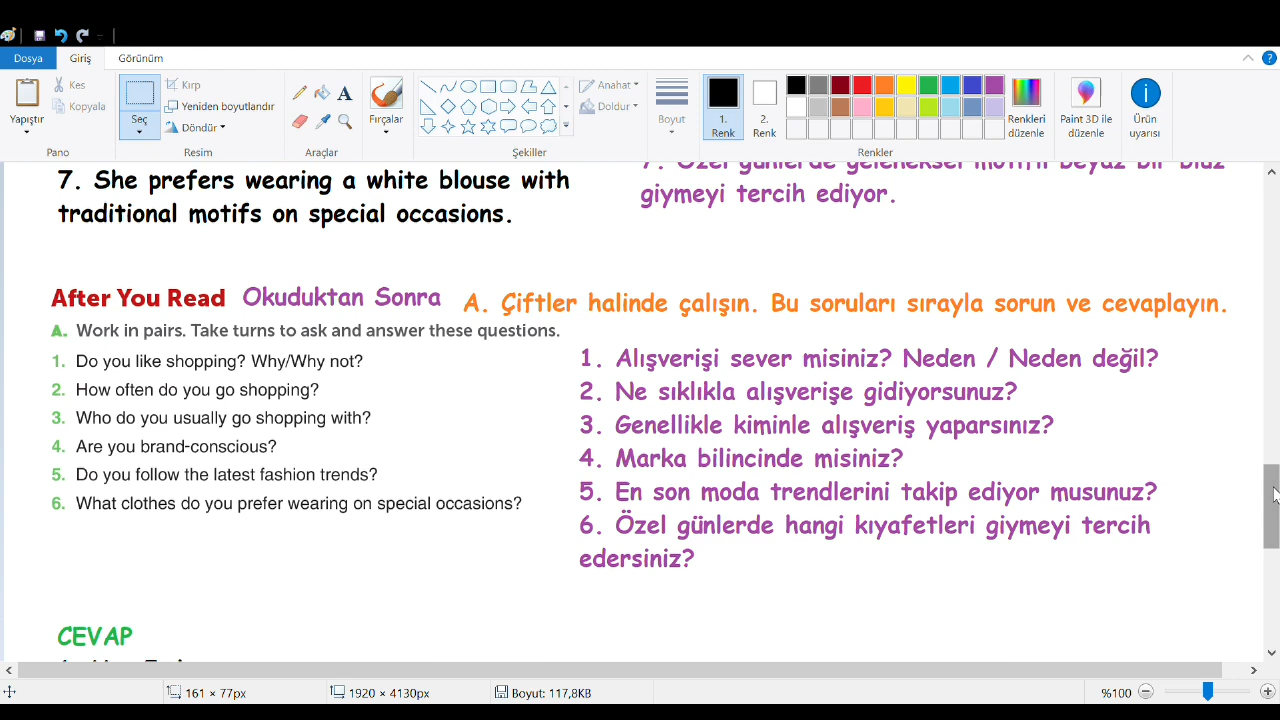 Dosya Giriş Görünüm
Yapıştır
Kes
Kopyala
Pano
Seç
Kırp
Yeniden boyutlandır
Döndür
Resim
A
Araçlar
Fırçalar
Şekiller
Anahat
Doldur
Boyut
1. Renk
2. Renk
Renkleri düzenle
Renkler
Paint 3D ile düzenle
Ürün uyarısı
7. She prefers wearing a white blouse with
traditional motifs on special occasions.
7. Özel günlerde geleneksel motifli beyaz bir bluz
giymeyi tercih ediyor.
After You Read Okuduktan Sonra A. Çiftler halinde çalışın. Bu soruları sırayla sorun ve cevaplayın.
A. Work in pairs. Take turns to ask and answer these questions.
1. Do you like shopping? Why/Why not?
2. How often do you go shopping?
3. Who do you usually go shopping with?
4. Are you brand-conscious?
5. Do you follow the latest fashion trends?
6. What clothes do you prefer wearing on special occasions?
1. Alışverişi sever misiniz? Neden / Neden değil?
2. Ne sıklıkla alışverişe gidiyorsunuz?
3. Genellikle kiminle alışveriş yaparsınız?
4. Marka bilincinde misiniz?
5. En son moda trendlerini takip ediyor musunuz?
6. Özel günlerde hangi kıyafetleri giymeyi tercih
edersiniz?
CEVAP
161 × 77px 1920 × 4130px Boyut: 117,8KB %100